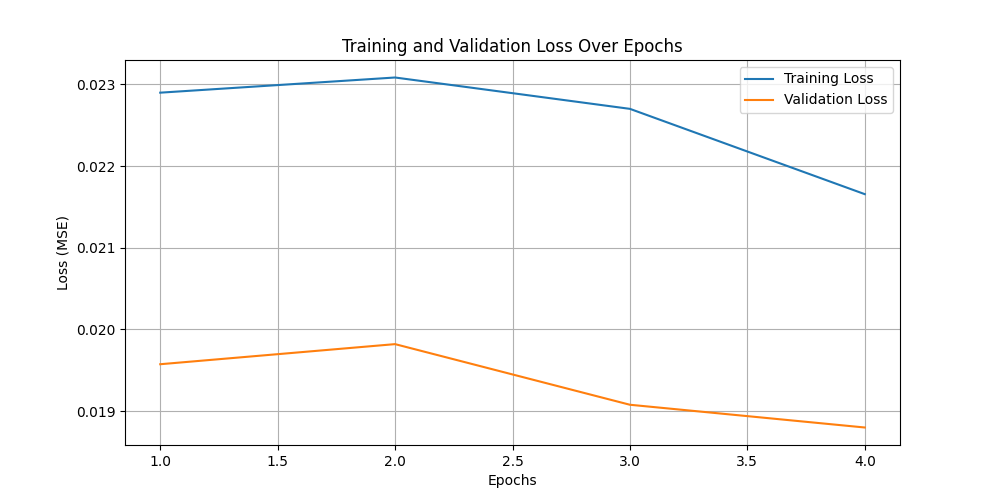 Training and Validation Loss Over Epochs
Training Loss
Validation Loss
0.023
0.022
0.021
0.020
0.019
Loss (MSE)
1.0 1.5 2.0 2.5 3.0 3.5 4.0
Epochs